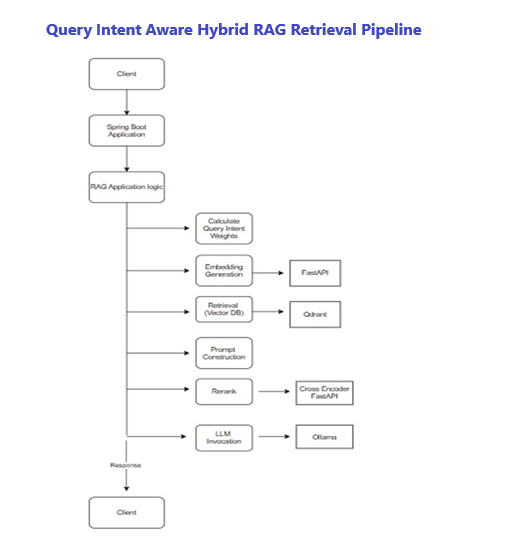 Query Intent Aware Hybrid RAG Retrieval Pipeline
Client
Spring Boot
Application
RAG Application logic
Calculate
Query Intent
Weights
Embedding
Generation
FastAPI
Retrieval
(Vector DB)
Qdrant
Prompt
Construction
Rerank
Cross Encoder
FastAPI
LLM
Invocation
Ollama
Response
Client